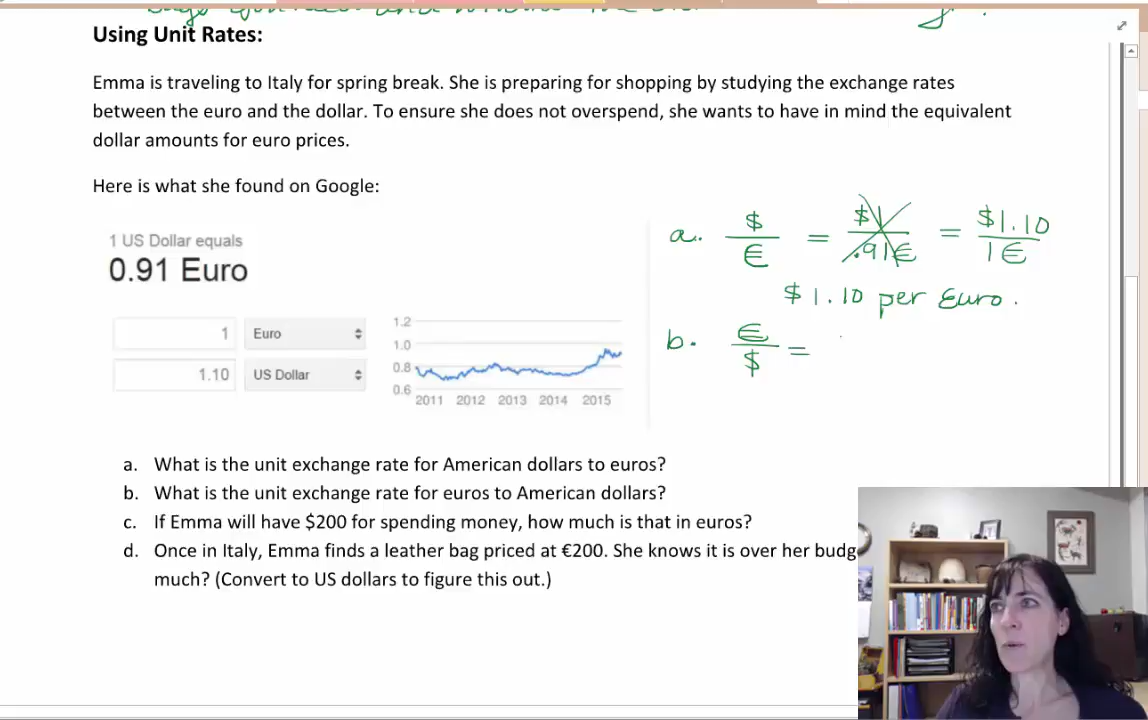 Using Unit Rates:
Emma is traveling to Italy for spring break. She is preparing for shopping by studying the exchange rates
between the euro and the dollar. To ensure she does not overspend, she wants to have in mind the equivalent
dollar amounts for euro prices.
Here is what she found on Google:
1 US Dollar equals
0.91 Euro
1 Euro
1.10 US Dollar
1.2
1.0
0.8
0.6
2011 2012 2013 2014 2015
a. $ / € = $1 / .91€ = $1.10 / 1€
$1.10 per Euro.
b. € / $ =
a. What is the unit exchange rate for American dollars to euros?
b. What is the unit exchange rate for euros to American dollars?
c. If Emma will have $200 for spending money, how much is that in euros?
d. Once in Italy, Emma finds a leather bag priced at €200. She knows it is over her budg
much? (Convert to US dollars to figure this out.)